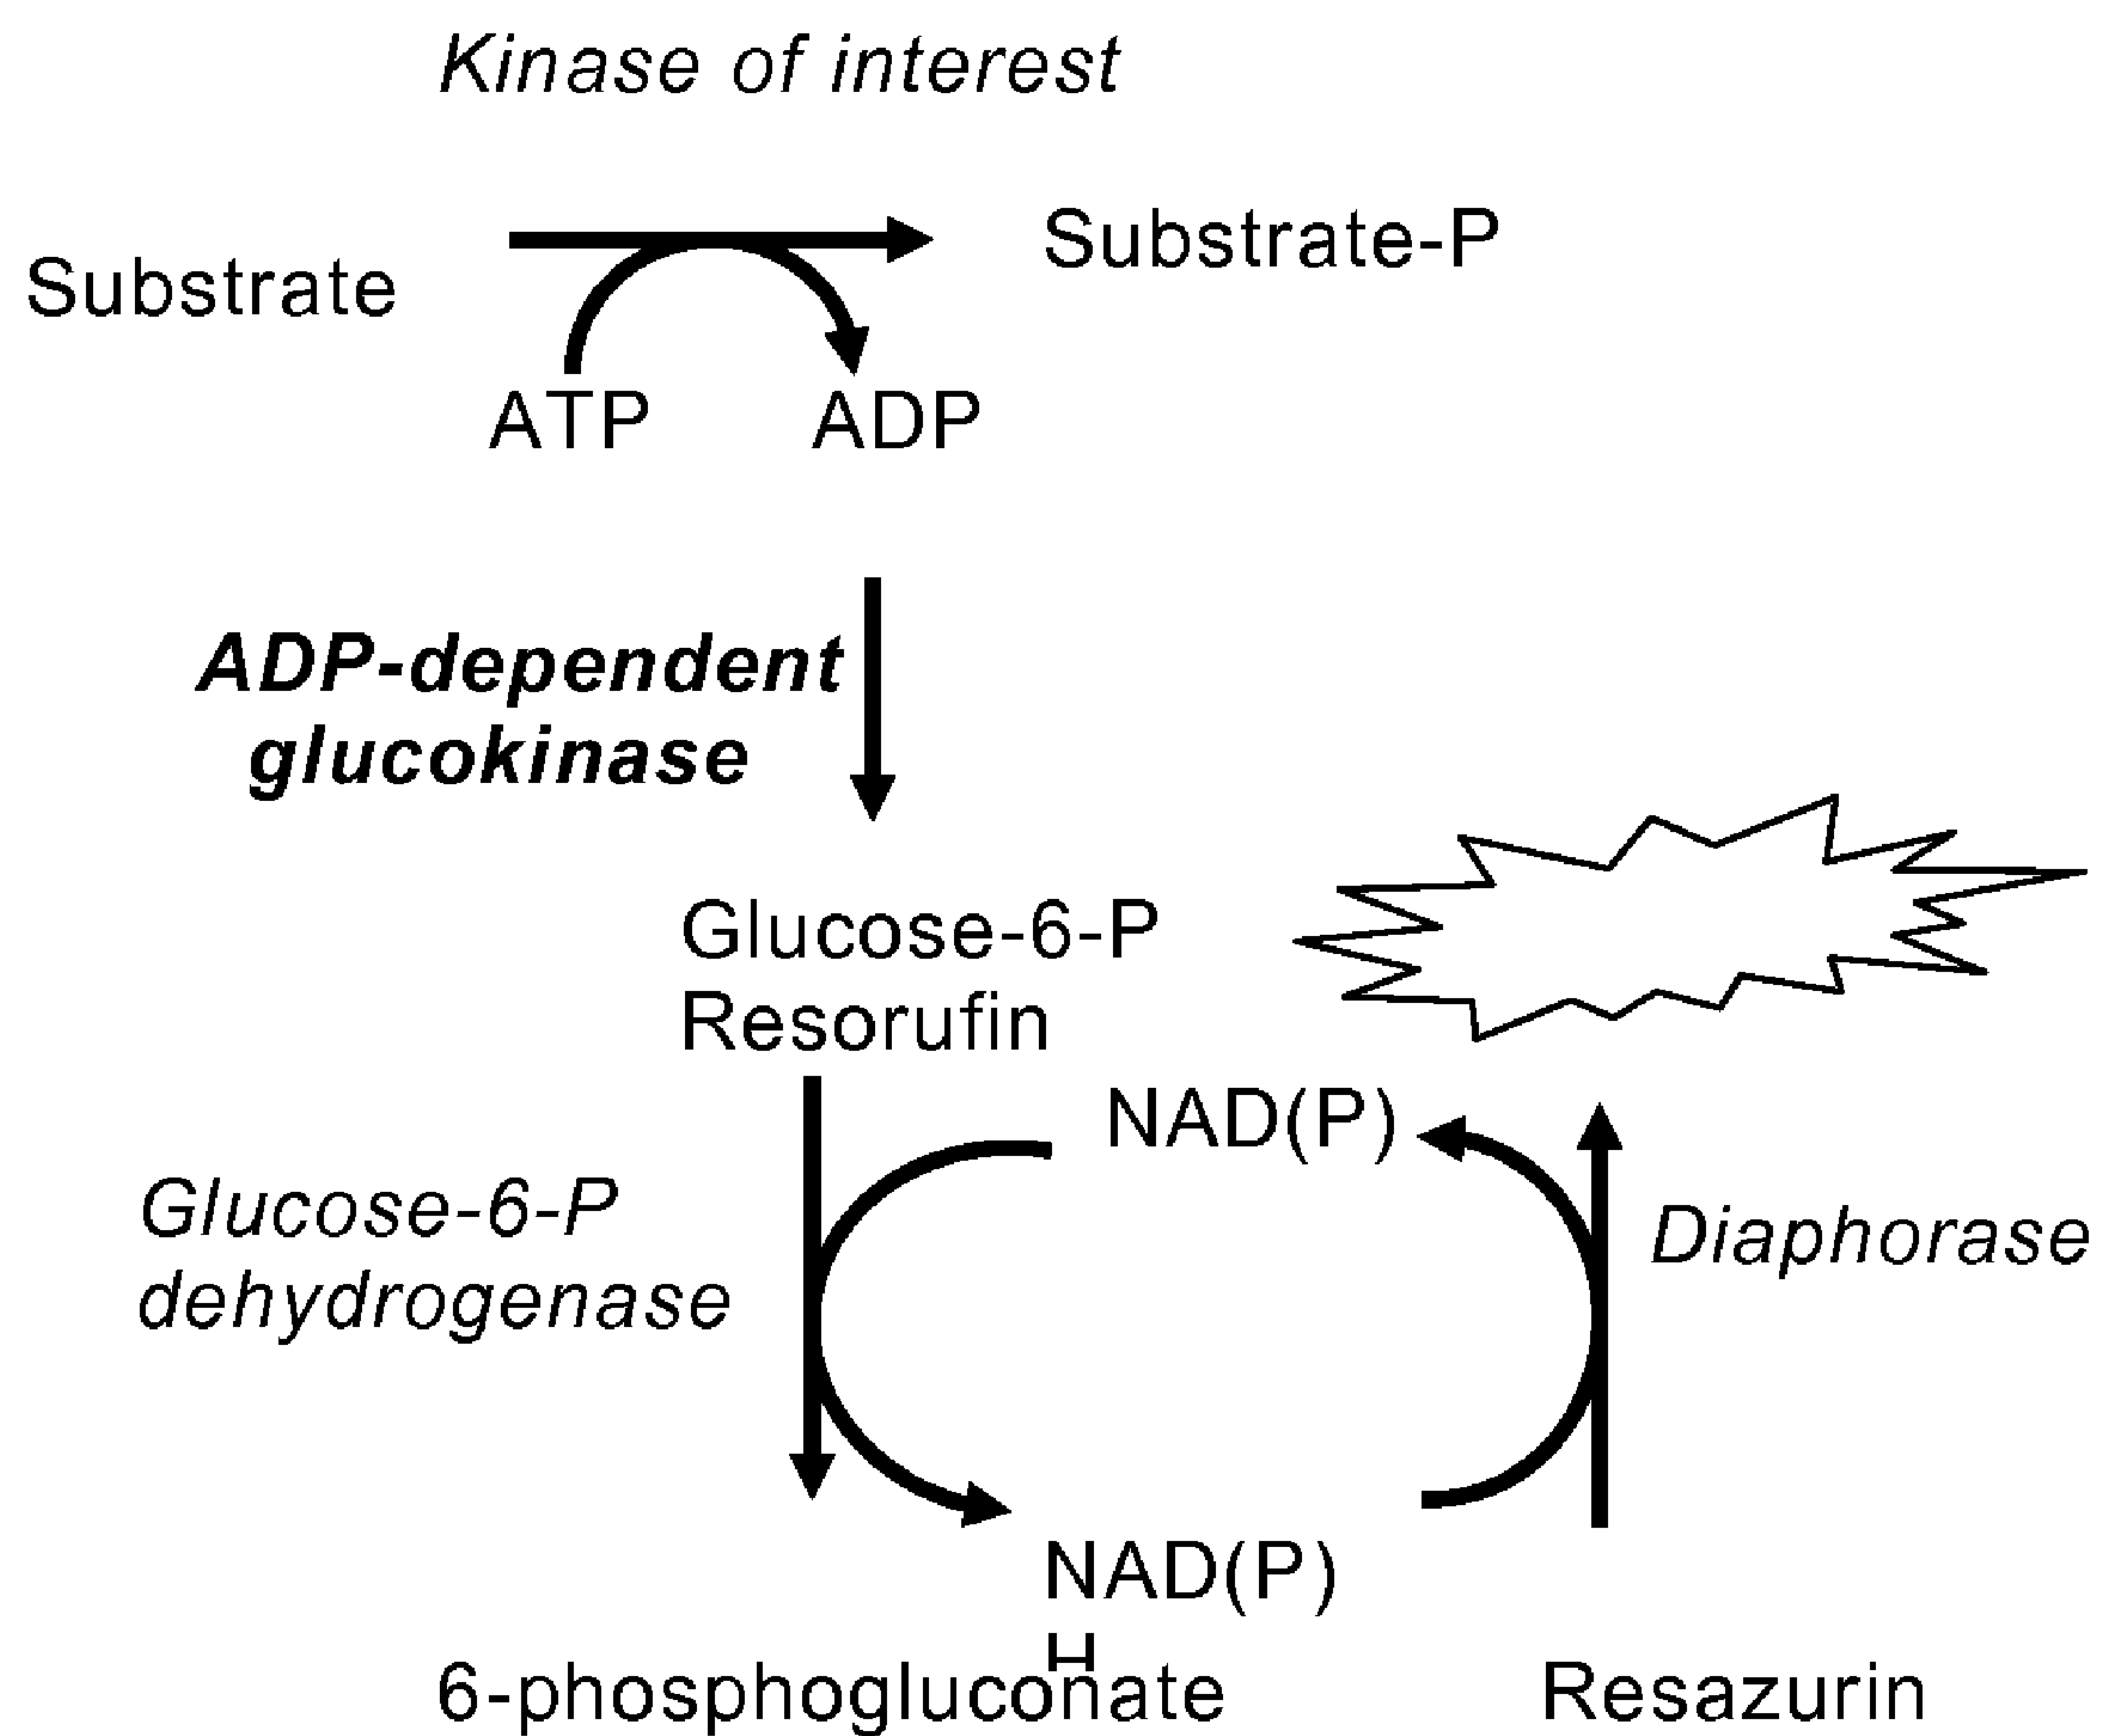 Kinase of interest
Substrate
Substrate-P
ATP
ADP
ADP-dependent
glucokinase
Glucose-6-P
Resorufin
NAD(P)
Glucose-6-P
dehydrogenase
Diaphorase
NAD(P)
H
6-phosphogluconate
Resazurin